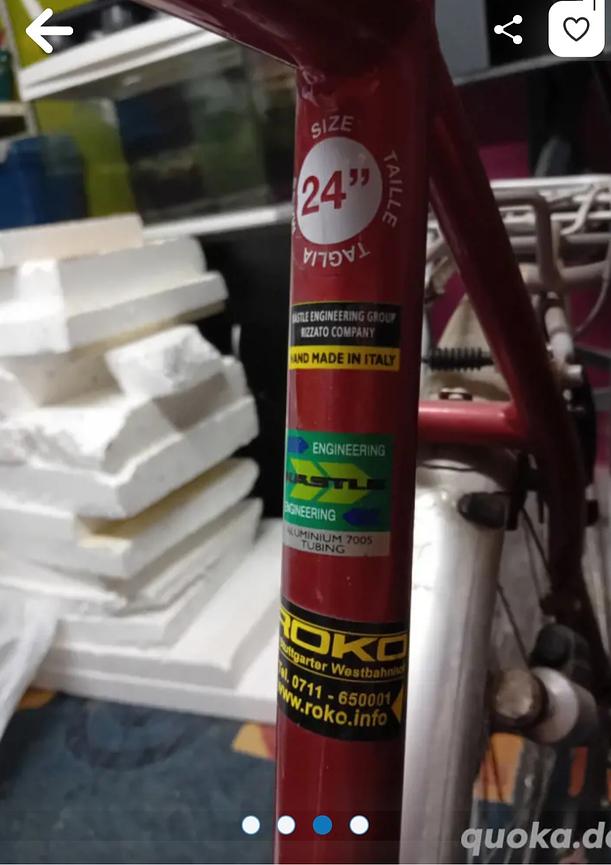 SIZE
TAILLE
24”
TAGLIA
ENGINEERING GROUP
RIZZATO COMPANY
HAND MADE IN ITALY
ENGINEERING
KASTLE
ENGINEERING
ALUMINIUM 7005
TUBING
ROKO
Stuttgarter Westbahnhof
Tel. 0711 - 650001
www.roko.info
quoka.de